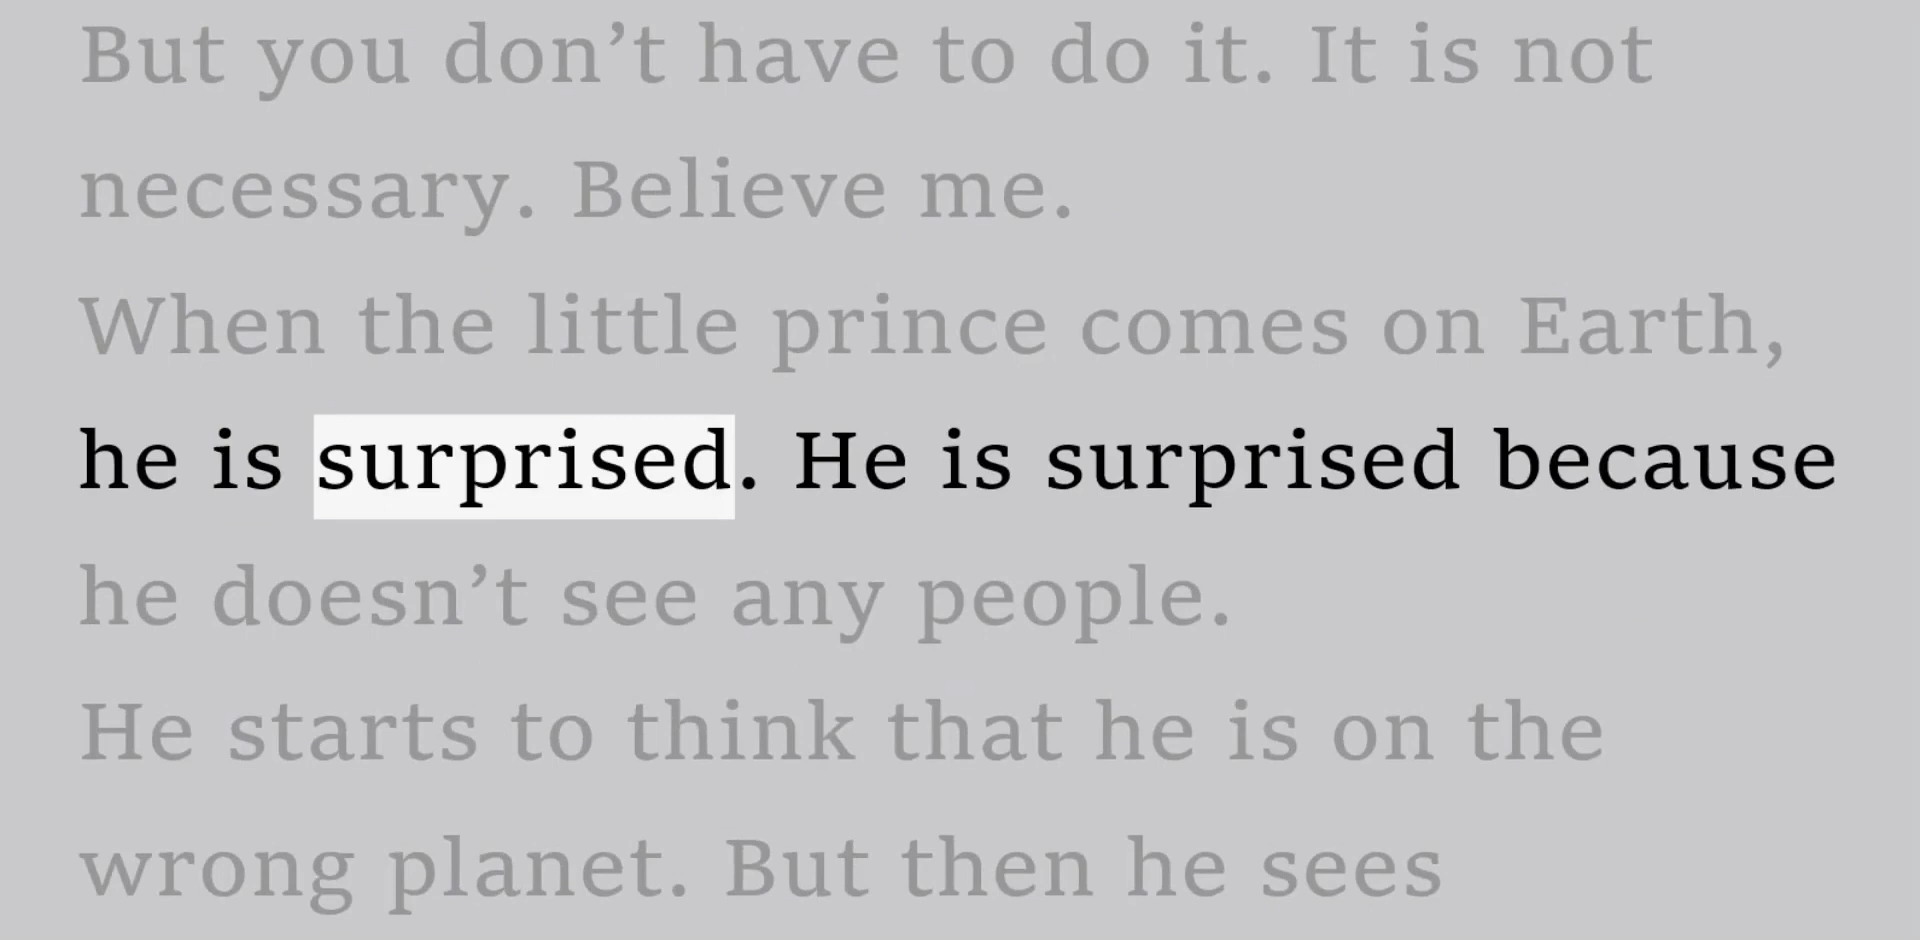 But you don’t have to do it. It is not
necessary. Believe me.
When the little prince comes on Earth,
he is surprised. He is surprised because
he doesn’t see any people.
He starts to think that he is on the
wrong planet. But then he sees